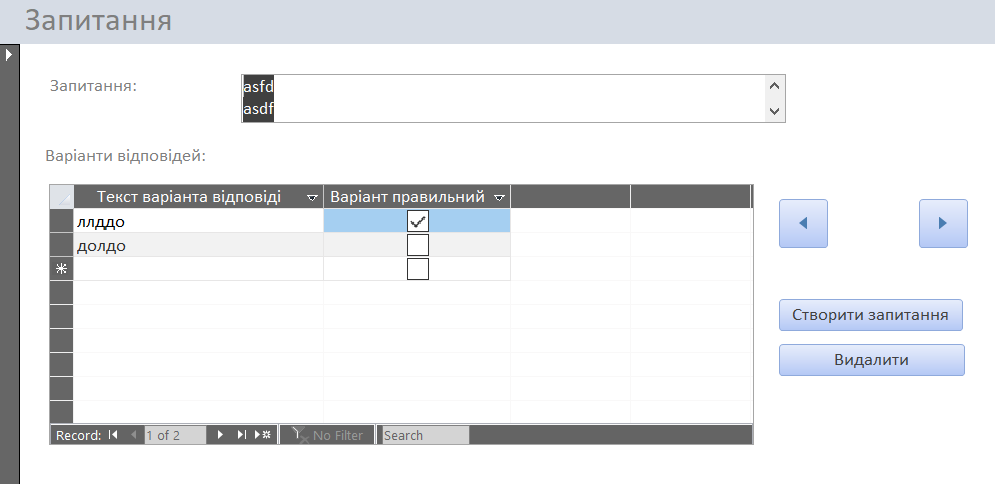 Запитання
Запитання:
asfd
asdf
Варіанти відповідей:
Текст варіанта відповіді Варіант правильний
ллддо
долдо
Створити запитання
Видалити
Record: 1 of 2 No Filter Search